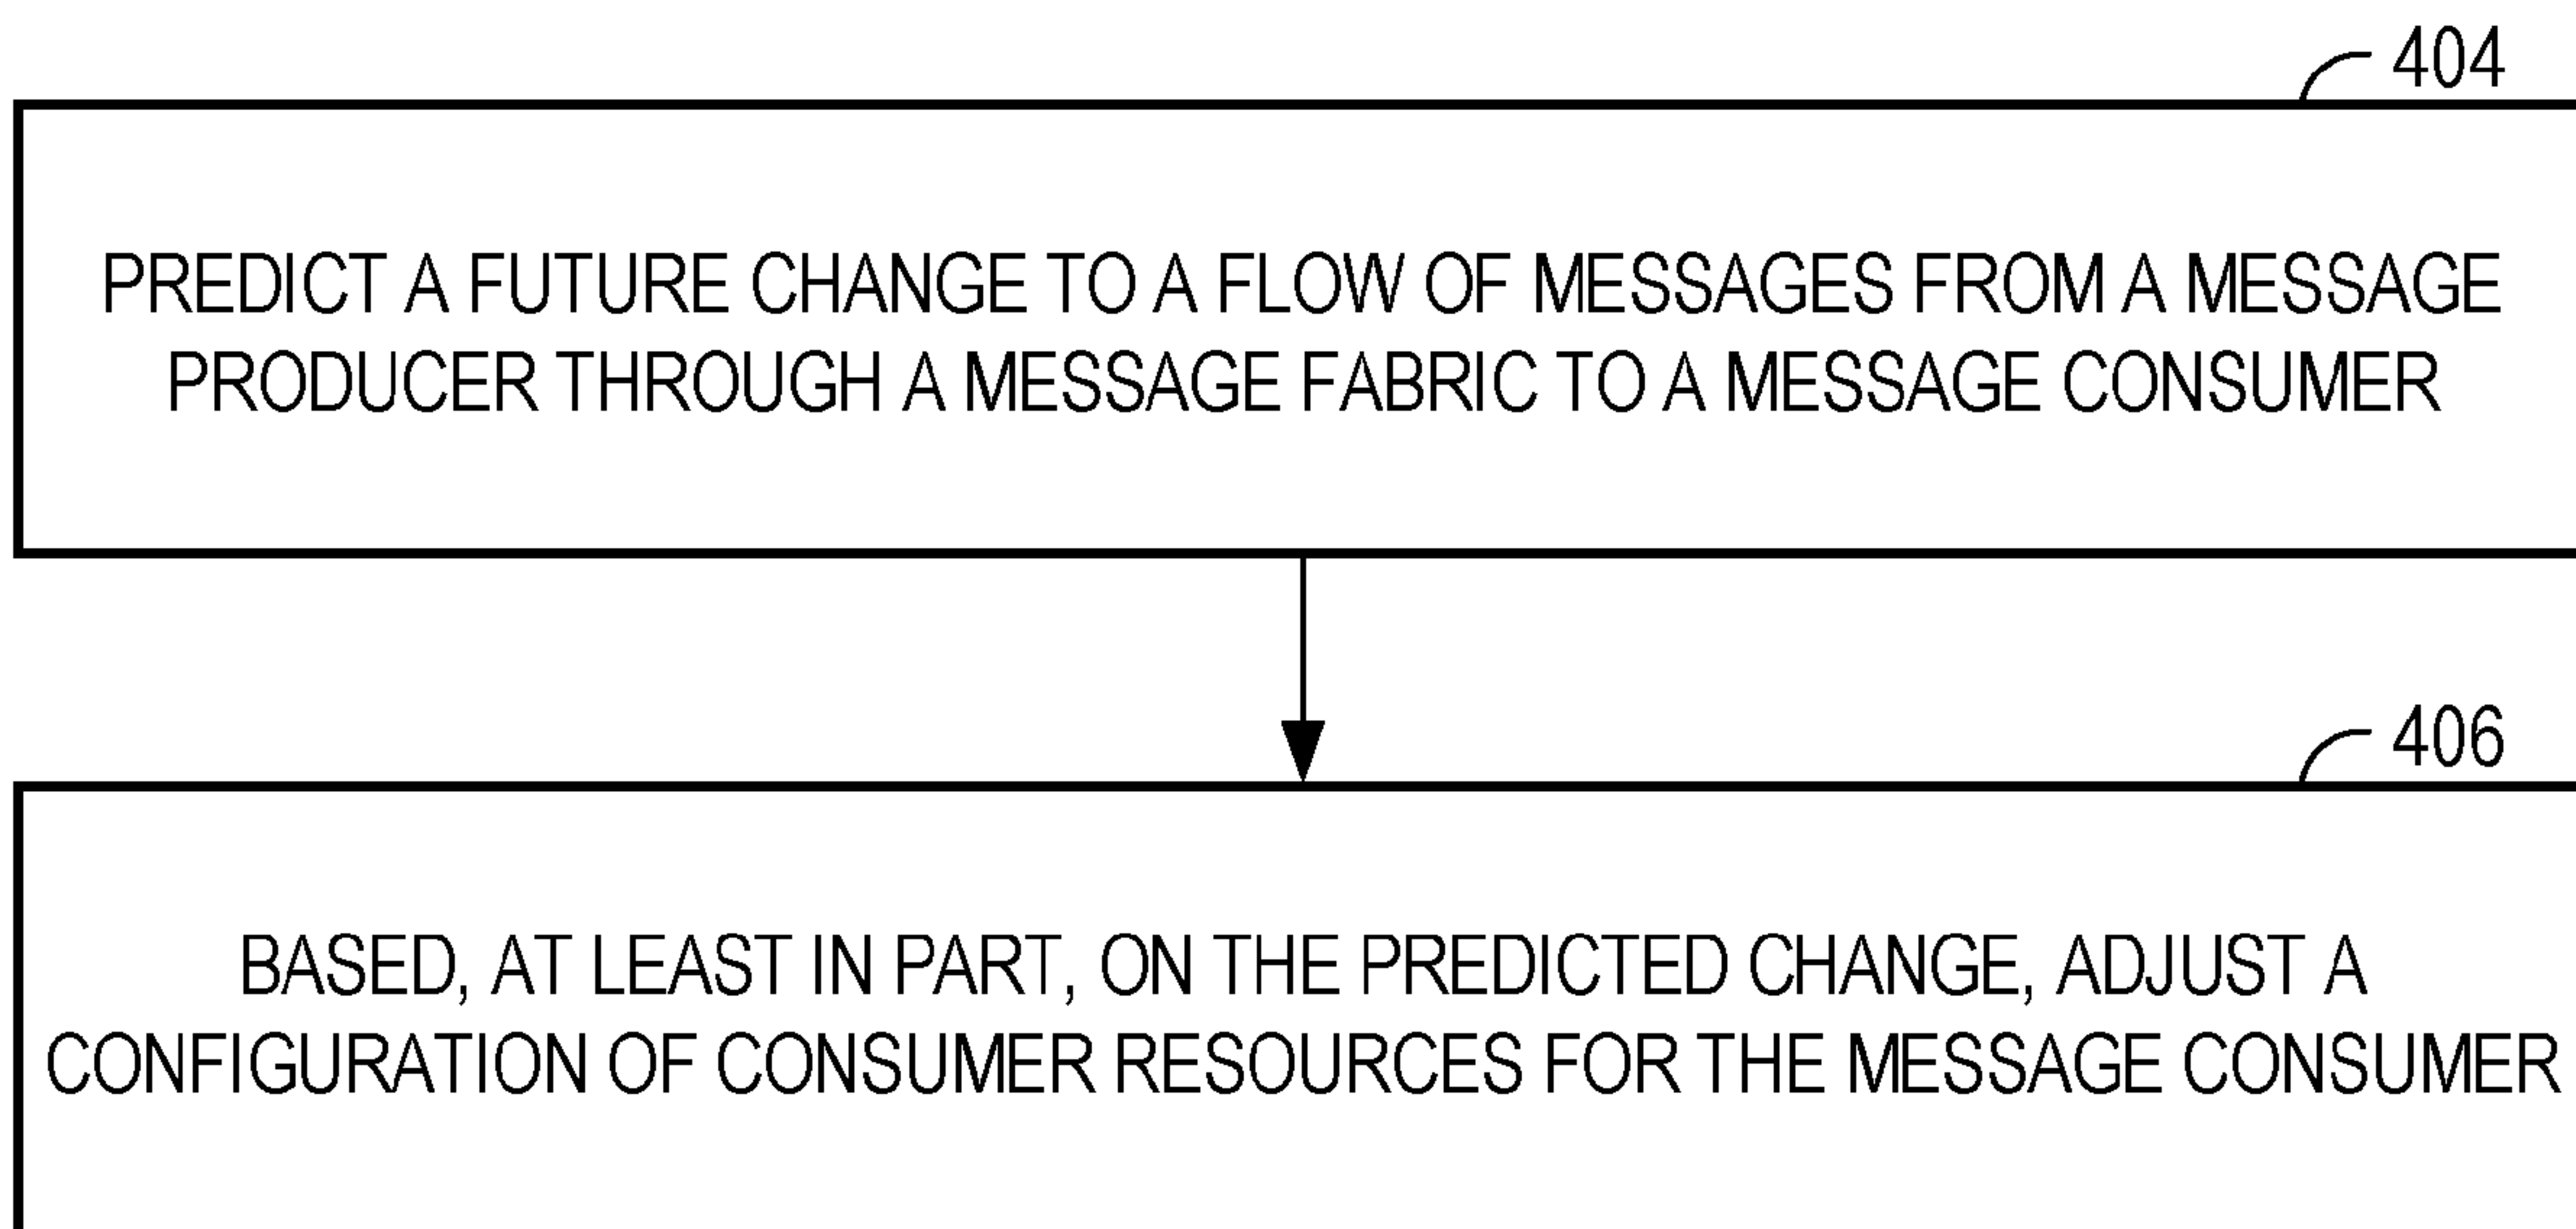 404
PREDICT A FUTURE CHANGE TO A FLOW OF MESSAGES FROM A MESSAGE
PRODUCER THROUGH A MESSAGE FABRIC TO A MESSAGE CONSUMER
406
BASED, AT LEAST IN PART, ON THE PREDICTED CHANGE, ADJUST A
CONFIGURATION OF CONSUMER RESOURCES FOR THE MESSAGE CONSUMER